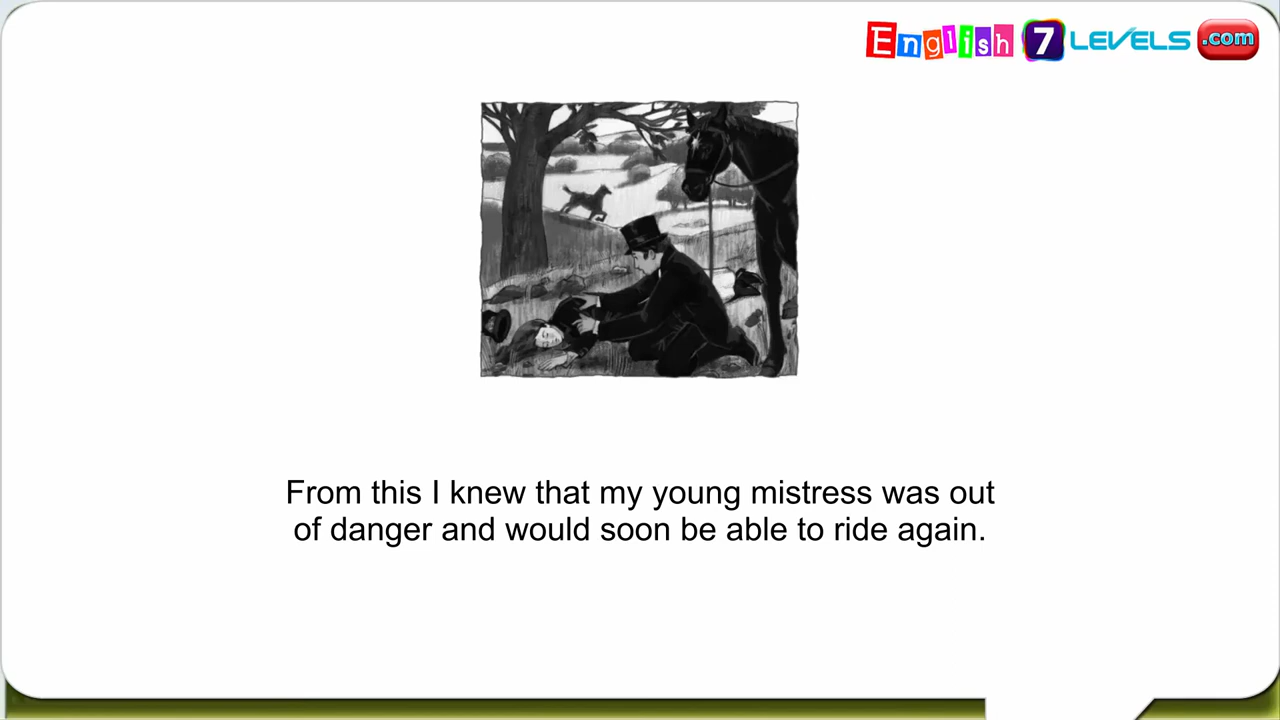 English 7 LEVELS .com
From this I knew that my young mistress was out
of danger and would soon be able to ride again.